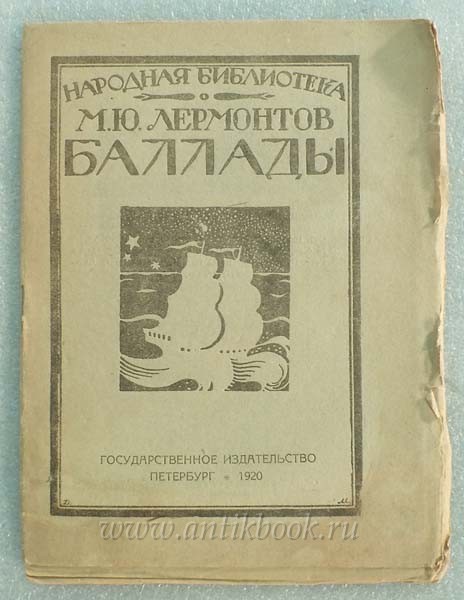 НАРОДНАЯ БИБЛИОТЕКА
М.Ю. ЛЕРМОНТОВ
БАЛЛАДЫ
ГОСУДАРСТВЕННОЕ ИЗДАТЕЛЬСТВО
ПЕТЕРБУРГ • 1920
Д. М.
www.antikbook.ru